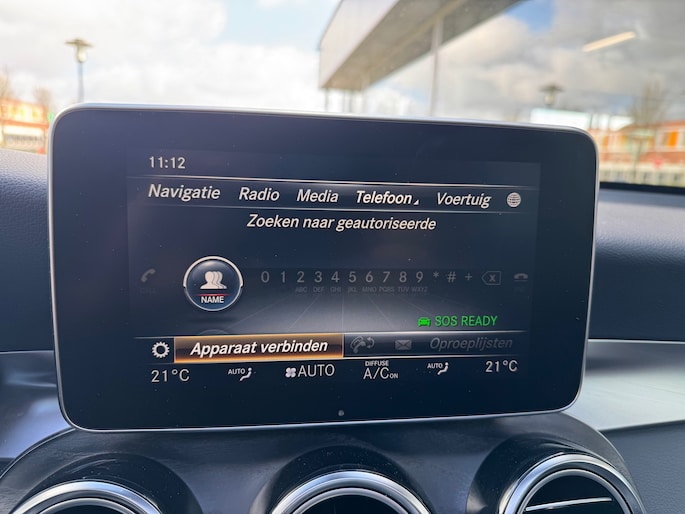 11:12
Navigatie Radio Media Telefoon Voertuig
Zoeken naar geautoriseerde
0 1 2 3 4 5 6 7 8 9 * # +
ABC DEF GHI JKL MNO PQRS TUV WXYZ
NAME
SOS READY
Apparaat verbinden Oproeplijsten
21°C AUTO AUTO DIFFUSE A/C ON AUTO 21°C